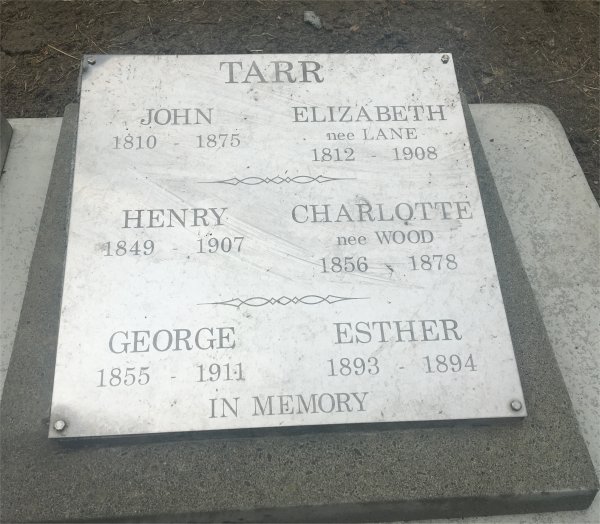 TARR
JOHN ELIZABETH
nee LANE
1810 - 1875 1812 - 1908
HENRY CHARLOTTE
nee WOOD
1849 - 1907 1856 - 1878
GEORGE ESTHER
1855 - 1911 1893 - 1894
IN MEMORY